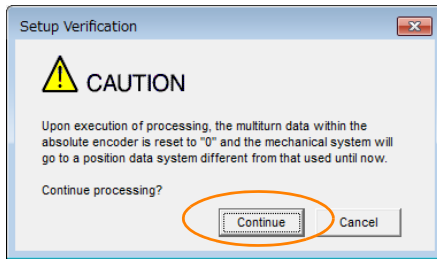 Setup Verification
CAUTION
Upon execution of processing, the multiturn data within the
absolute encoder is reset to "0" and the mechanical system will
go to a position data system different from that used until now.
Continue processing?
Continue Cancel